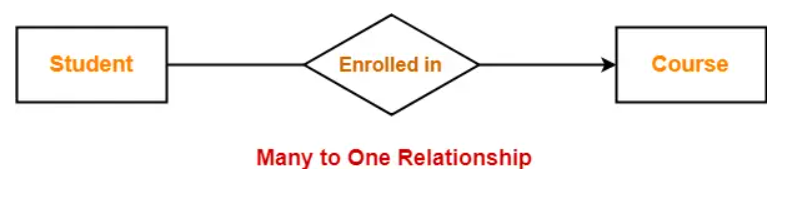 Student Enrolled in Course
Many to One Relationship